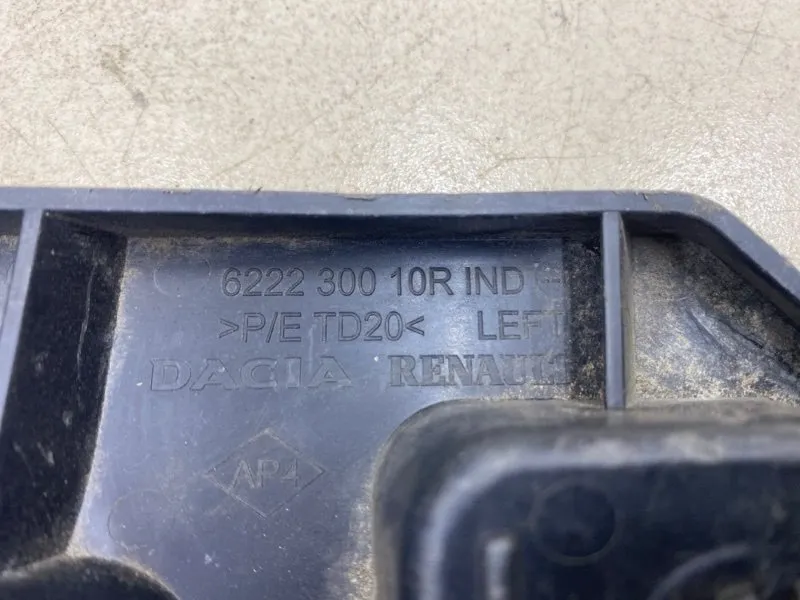 6222 300 10R IND -
>P/E TD20< LEFT
DACIA RENAULT
AP4